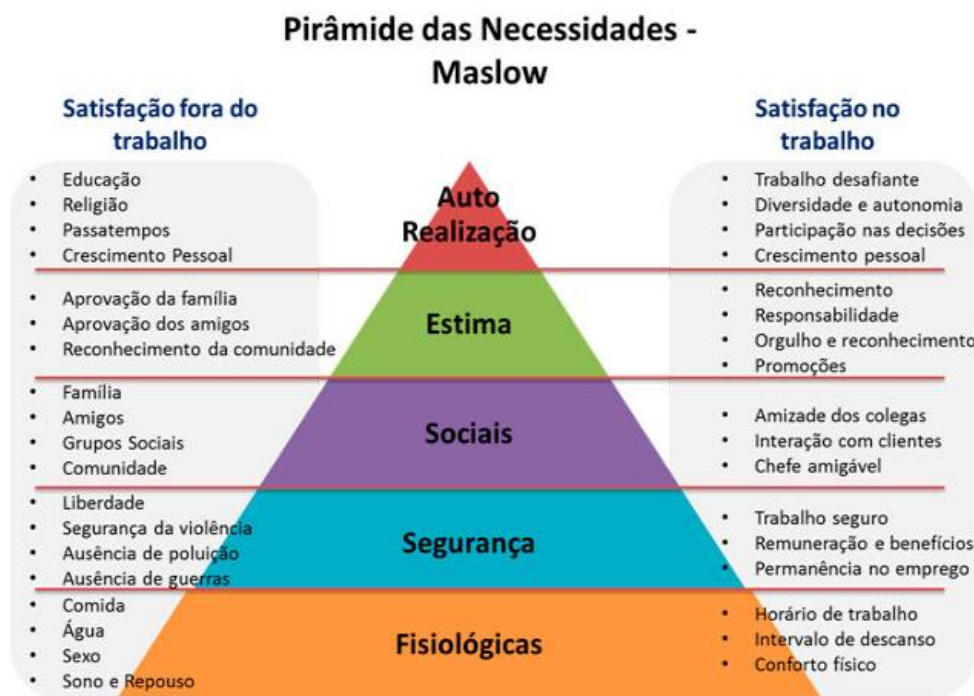 Pirâmide das Necessidades -
Maslow
Satisfação fora do
trabalho
• Educação
• Religião
• Passatempos
• Crescimento Pessoal
• Aprovação da família
• Aprovação dos amigos
• Reconhecimento da comunidade
• Família
• Amigos
• Grupos Sociais
• Comunidade
• Liberdade
• Segurança da violência
• Ausência de poluição
• Ausência de guerras
• Comida
• Água
• Sexo
• Sono e Repouso
Auto
Realização
Estima
Sociais
Segurança
Fisiológicas
Satisfação no
trabalho
• Trabalho desafiante
• Diversidade e autonomia
• Participação nas decisões
• Crescimento pessoal
• Reconhecimento
• Responsabilidade
• Orgulho e reconhecimento
• Promoções
• Amizade dos colegas
• Interação com clientes
• Chefe amigável
• Trabalho seguro
• Remuneração e benefícios
• Permanência no emprego
• Horário de trabalho
• Intervalo de descanso
• Conforto físico